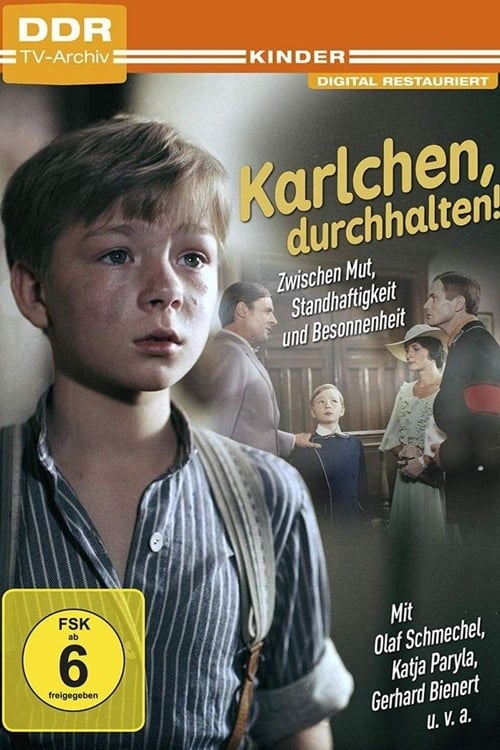 DDR
TV-Archiv
KINDER
DIGITAL RESTAURIERT
Karlchen,
durchhalten!
Zwischen Mut,
Standhaftigkeit
und Besonnenheit
Mit
Olaf Schmechel,
Katja Paryla,
Gerhard Bienert
u. v. a.
FSK
ab
6
freigegeben